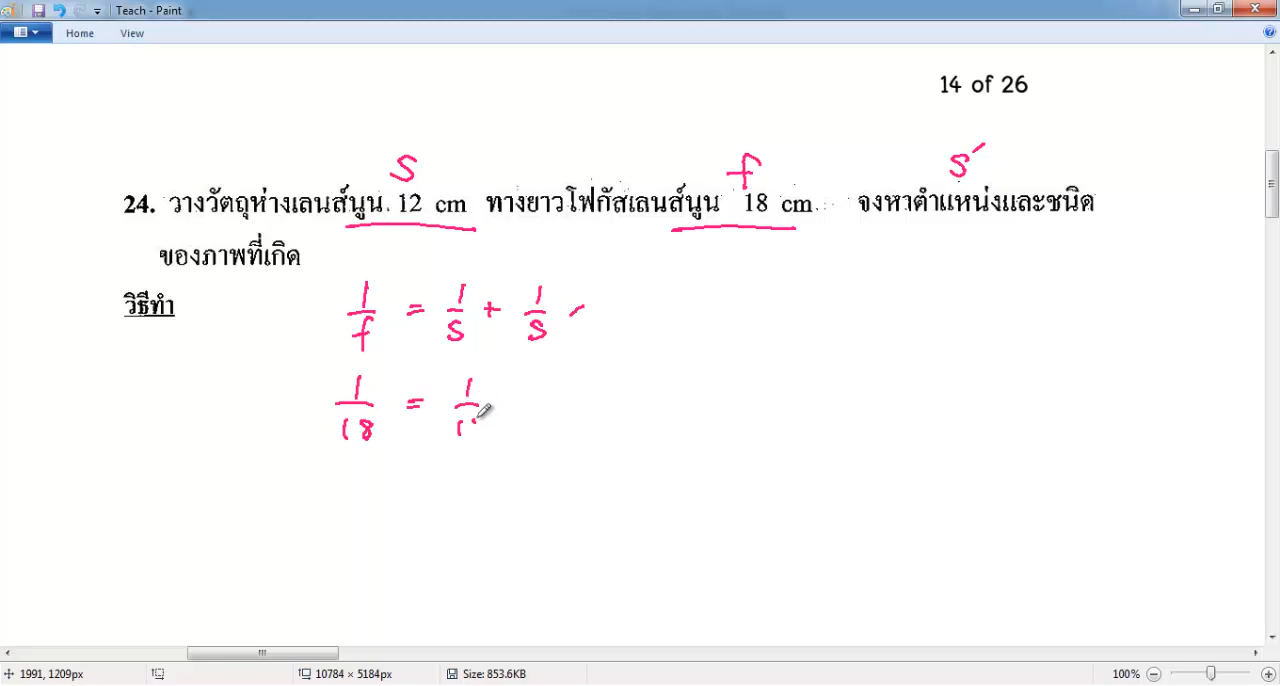 Teach - Paint
Home View
14 of 26
s f s′
24. วางวัตถุห่างเลนส์นูน 12 cm ทางยาวโฟกัสเลนส์นูน 18 cm จงหาตำแหน่งและชนิด
ของภาพที่เกิด
วิธีทำ
1/f = 1/s + 1/s ′
1/18 = 1/1
1991, 1209px 10784 × 5184px Size: 853.6KB 100%